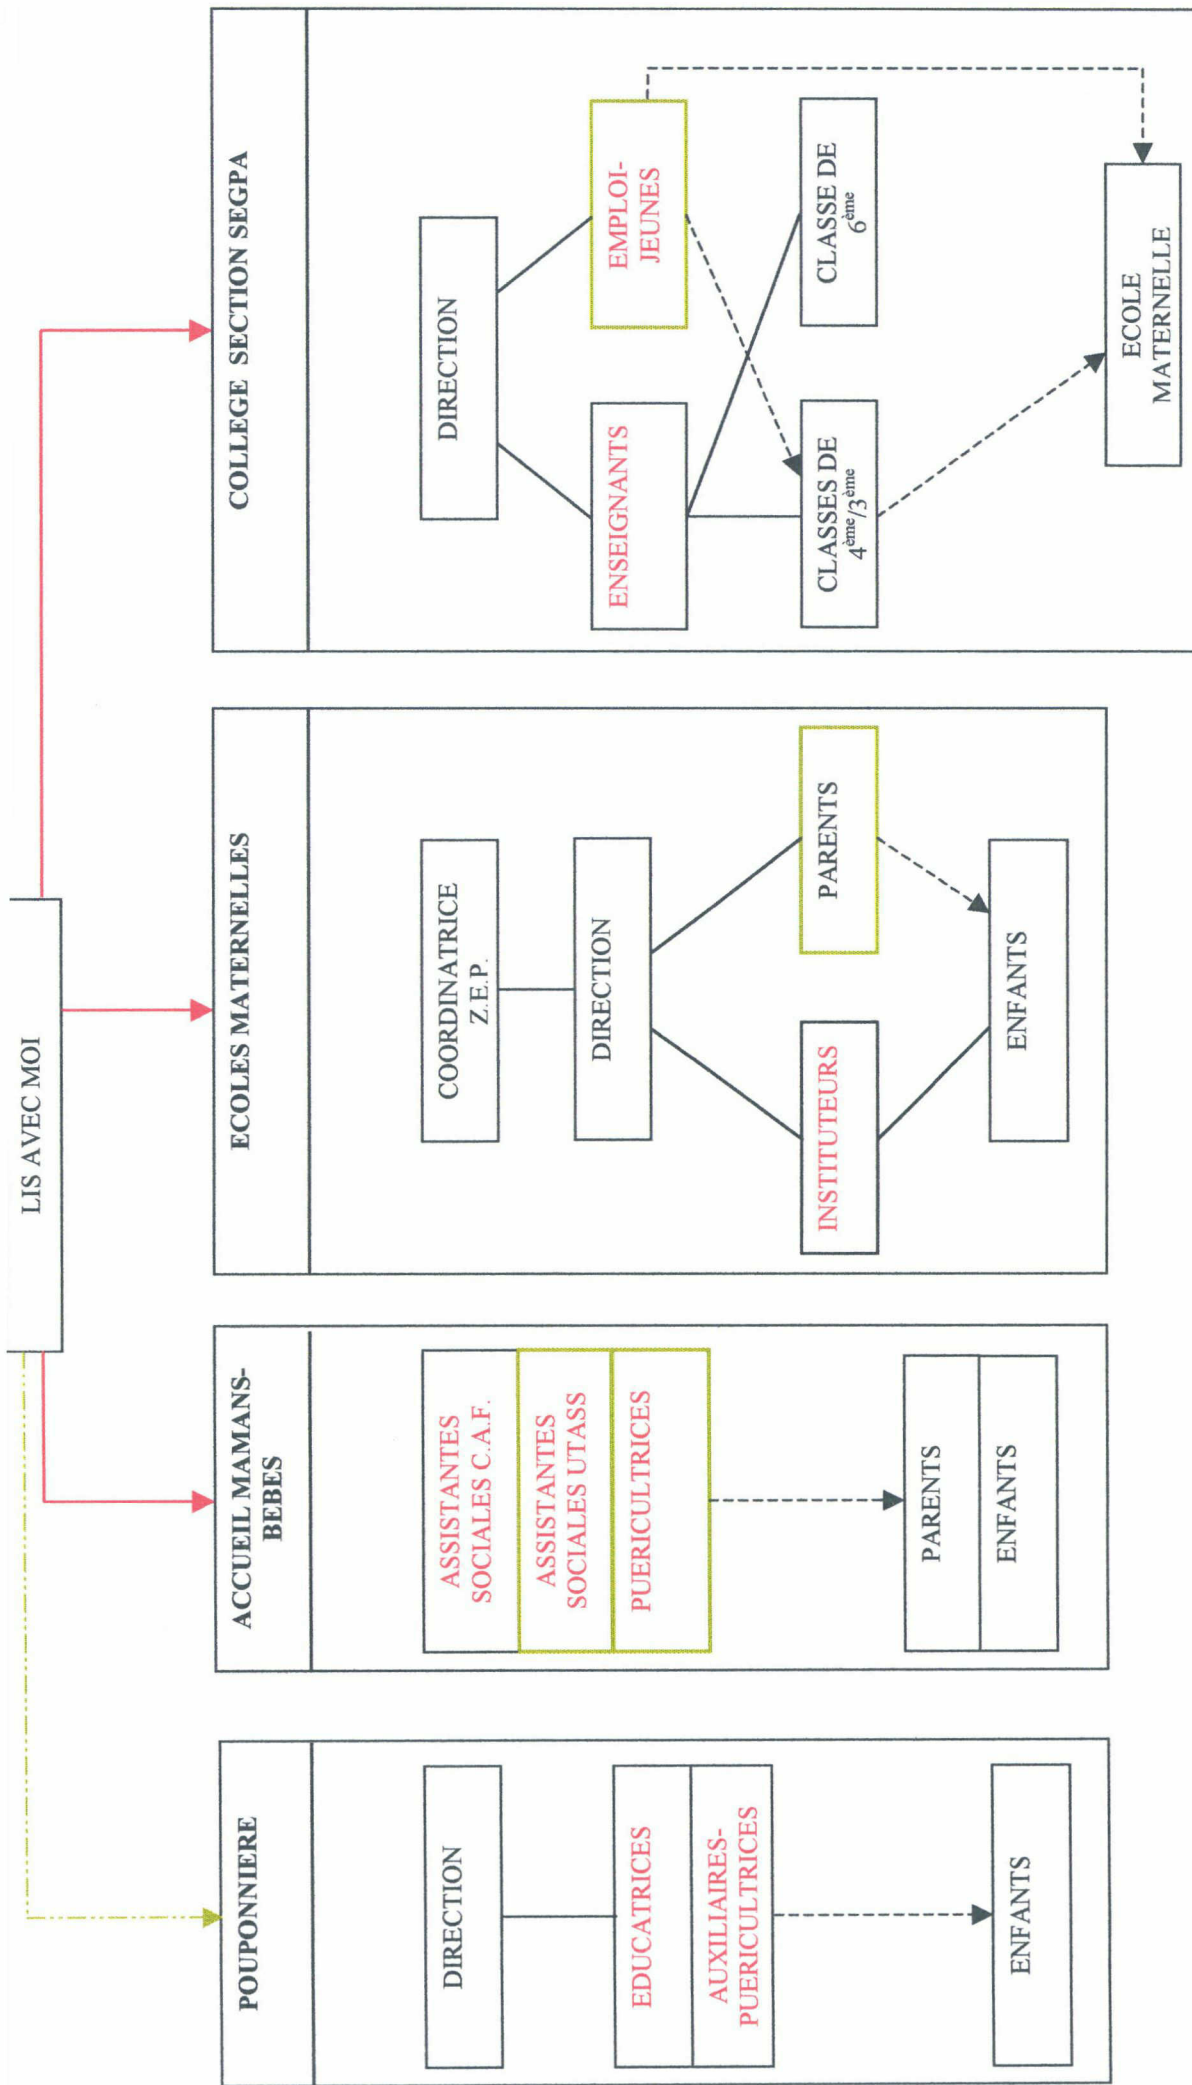 LIS AVEC MOI
POUPONNIERE
DIRECTION
EDUCATRICES
AUXILIAIRES-
PUERICULTRICES
ENFANTS
ACCUEIL MAMANS-
BEBES
ASSISTANTES
SOCIALES C.A.F.
ASSISTANTES
SOCIALES UTASS
PUERICULTRICES
PARENTS
ENFANTS
ECOLES MATERNELLES
COORDINATRICE
Z.E.P.
DIRECTION
INSTITUTEURS
PARENTS
ENFANTS
COLLEGE SECTION SEGPA
DIRECTION
ENSEIGNANTS
EMPLOI-
JEUNES
CLASSES DE
4ème/3ème
CLASSE DE
6ème
ECOLE
MATERNELLE